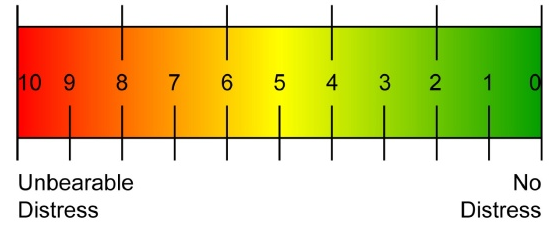 10 9 8 7 6 5 4 3 2 1 0
Unbearable No
Distress Distress